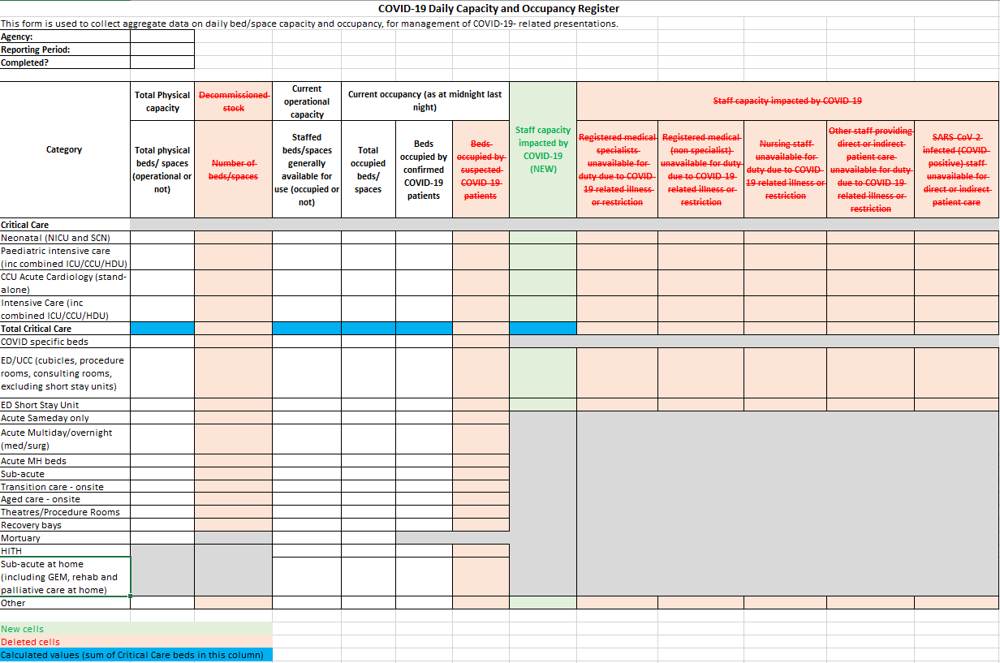 COVID-19 Daily Capacity and Occupancy Register
This form is used to collect aggregate data on daily bed/space capacity and occupancy, for management of COVID-19- related presentations.
Agency:
Reporting Period:
Completed?
Category
Total Physical
capacity
Decommissioned
stock
Current
operational
capacity
Current occupancy (as at midnight last
night)
Staff capacity
impacted by
COVID-19
(NEW)
Staff capacity impacted by COVID-19
Total physical
beds/ spaces
(operational or
not)
Number of
beds/spaces
Staffed
beds/spaces
generally
available for
use (occupied or
not)
Total
occupied
beds/
spaces
Beds
occupied by
confirmed
COVID-19
patients
Beds
occupied by
suspected
COVID-19
patients
Registered medical
specialists
unavailable for
duty due to COVID-
19 related illness
or restriction
Registered medical
(non specialist)
unavailable for duty
due to COVID-19
related illness or
restriction
Nursing staff
unavailable for
duty due to COVID-
19 related illness or
restriction
Other staff providing
direct or indirect
patient care
unavailable for duty
due to COVID-19
related illness or
restriction
SARS-CoV-2
infected (COVID
positive) staff
unavailable for
direct or indirect
patient care
Critical Care
Neonatal (NICU and SCN)
Paediatric intensive care
(inc combined ICU/CCU/HDU)
CCU Acute Cardiology (stand-
alone)
Intensive Care (inc
combined ICU/CCU/HDU)
Total Critical Care
COVID specific beds
ED/UCC (cubicles, procedure
rooms, consulting rooms,
excluding short stay units)
ED Short Stay Unit
Acute Sameday only
Acute Multiday/overnight
(med/surg)
Acute MH beds
Sub-acute
Transition care - onsite
Aged care - onsite
Theatres/Procedure Rooms
Recovery bays
Mortuary
HITH
Sub-acute at home
(including GEM, rehab and
palliative care at home)
Other
New cells
Deleted cells
Calculated values (sum of Critical Care beds in this column)